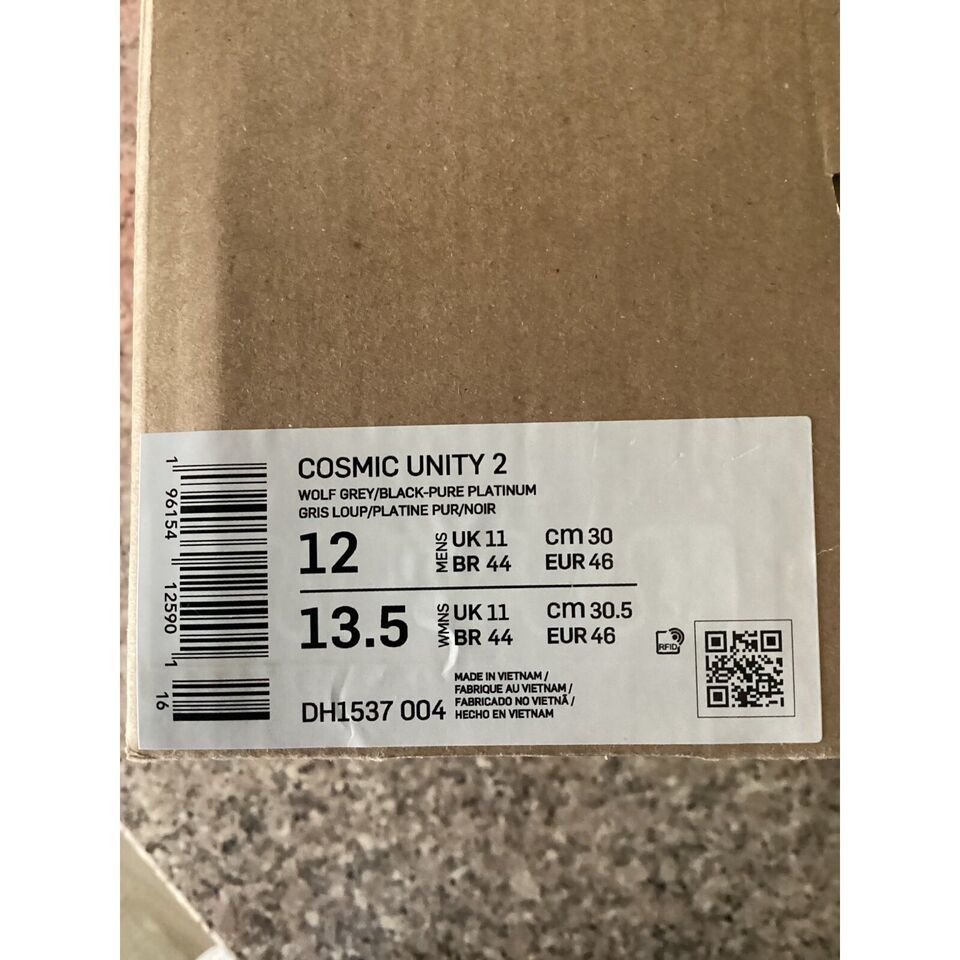 COSMIC UNITY 2
WOLF GREY/BLACK-PURE PLATINUM
GRIS LOUP/PLATINE PUR/NOIR
12
MENS
UK 11 cm 30
BR 44 EUR 46
13.5
WMNS
UK 11 cm 30.5
BR 44 EUR 46
RFID
DH1537 004
MADE IN VIETNAM /
FABRIQUE AU VIETNAM /
FABRICADO NO VIETNÃ /
HECHO EN VIETNAM
1 96154 12590 1
16